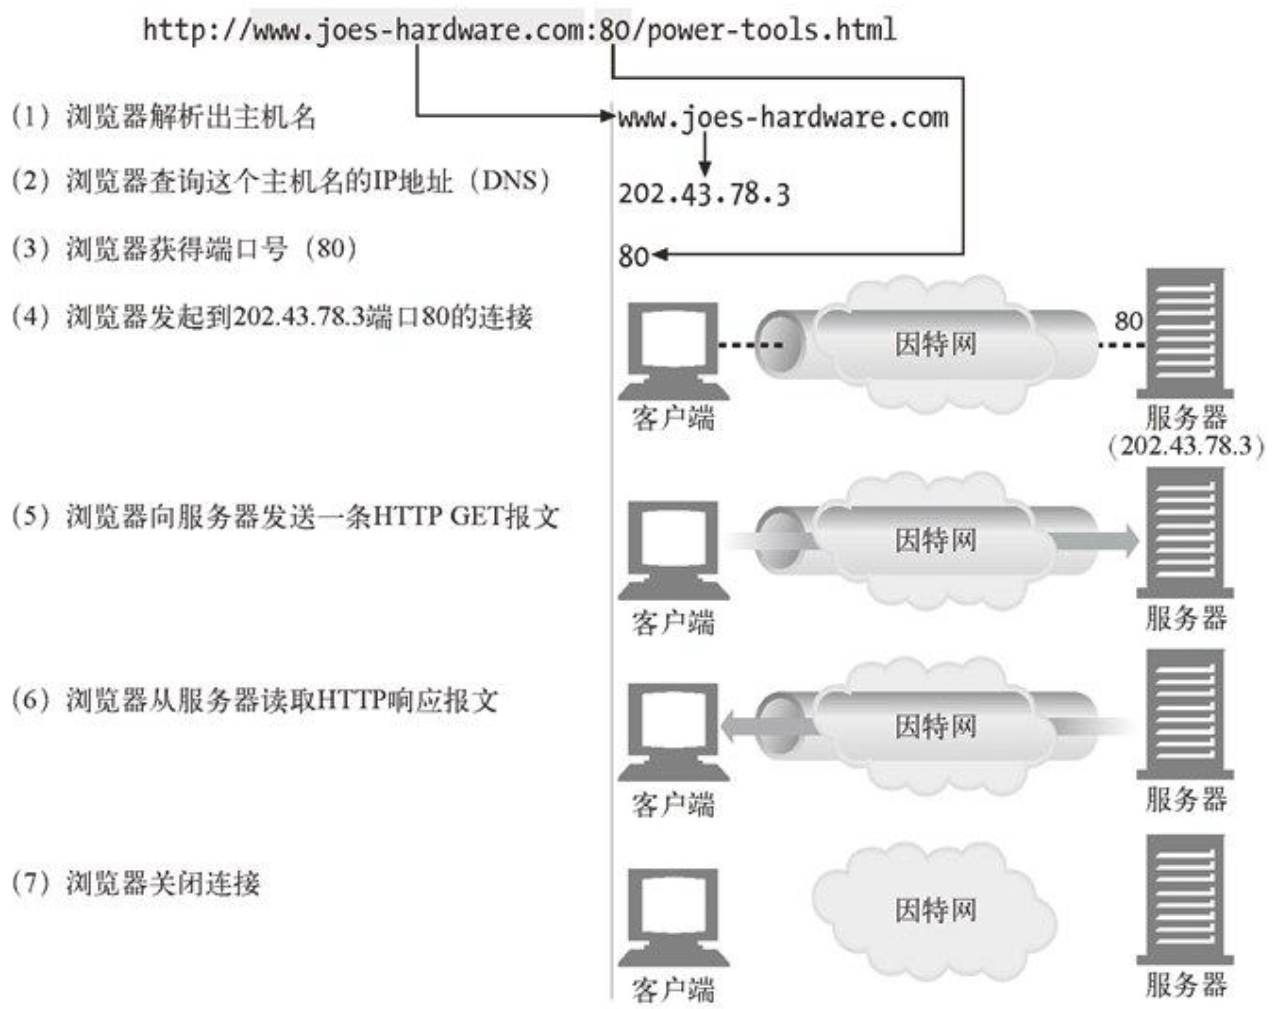 http://www.joes-hardware.com:80/power-tools.html
(1) 浏览器解析出主机名
www.joes-hardware.com
(2) 浏览器查询这个主机名的IP地址（DNS）
202.43.78.3
(3) 浏览器获得端口号（80）
80
(4) 浏览器发起到202.43.78.3端口80的连接
因特网
80
客户端
服务器
(202.43.78.3)
(5) 浏览器向服务器发送一条HTTP GET报文
因特网
客户端
服务器
(6) 浏览器从服务器读取HTTP响应报文
因特网
客户端
服务器
(7) 浏览器关闭连接
因特网
客户端
服务器